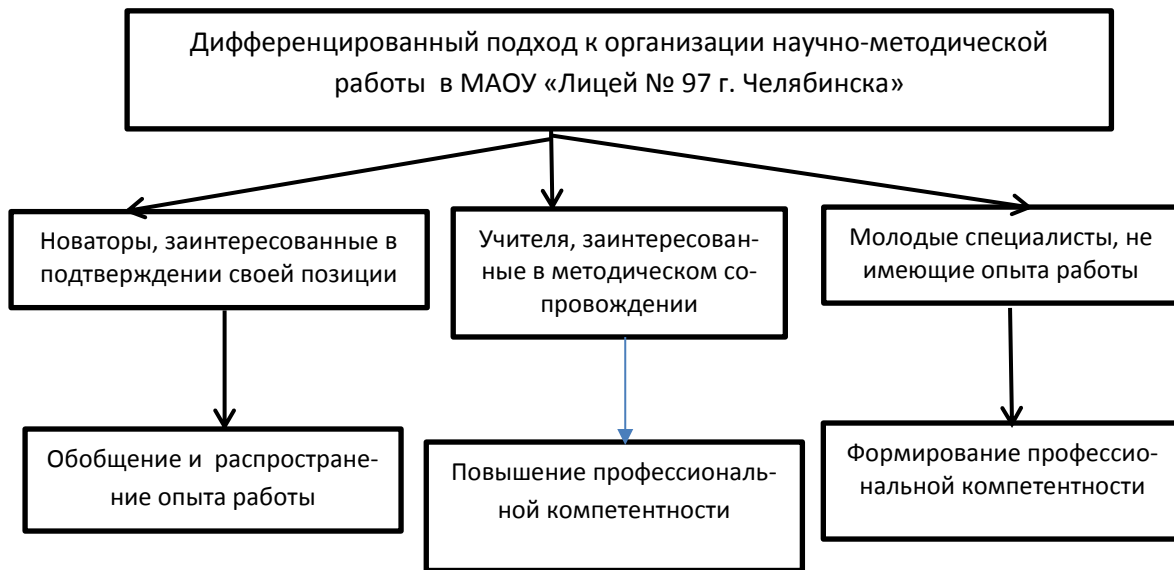 Дифференцированный подход к организации научно-методической
работы в МАОУ «Лицей № 97 г. Челябинска»
Новаторы, заинтересованные в
подтверждении своей позиции
Учителя, заинтересован-
ные в методическом со-
провождении
Молодые специалисты, не
имеющие опыта работы
Обобщение и распростране-
ние опыта работы
Повышение профессиональ-
ной компетентности
Формирование профессио-
нальной компетентности